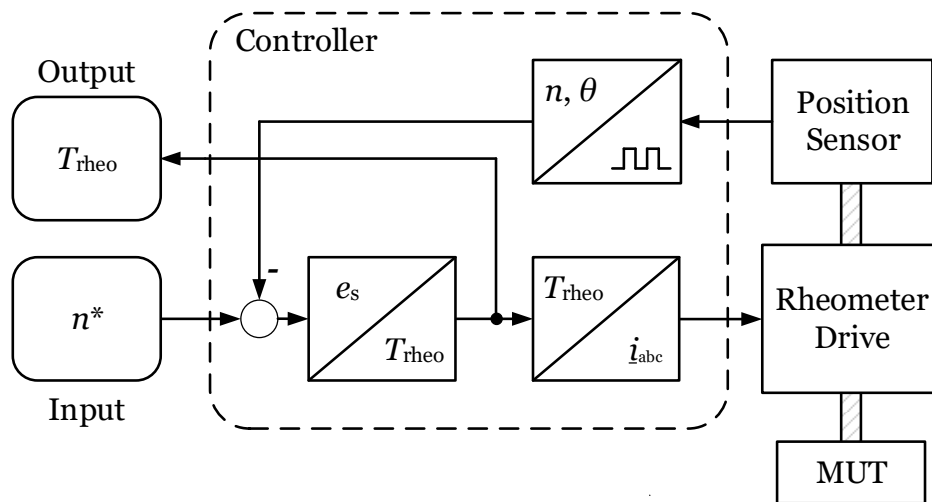 Controller
Output
T_rheo
n, θ
Position
Sensor
-
n*
Input
e_s
T_rheo
T_rheo
i_abc
Rheometer
Drive
MUT